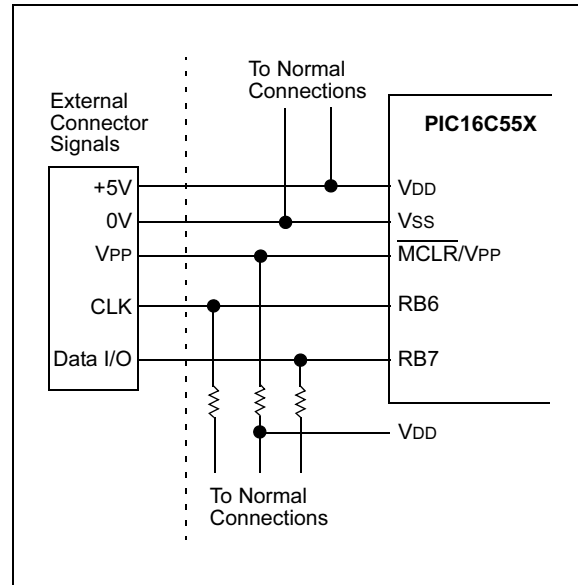 To Normal
Connections
External
Connector
Signals
PIC16C55X
+5V
VDD
0V
VSS
VPP
MCLR/VPP
CLK
RB6
Data I/O
RB7
VDD
To Normal
Connections